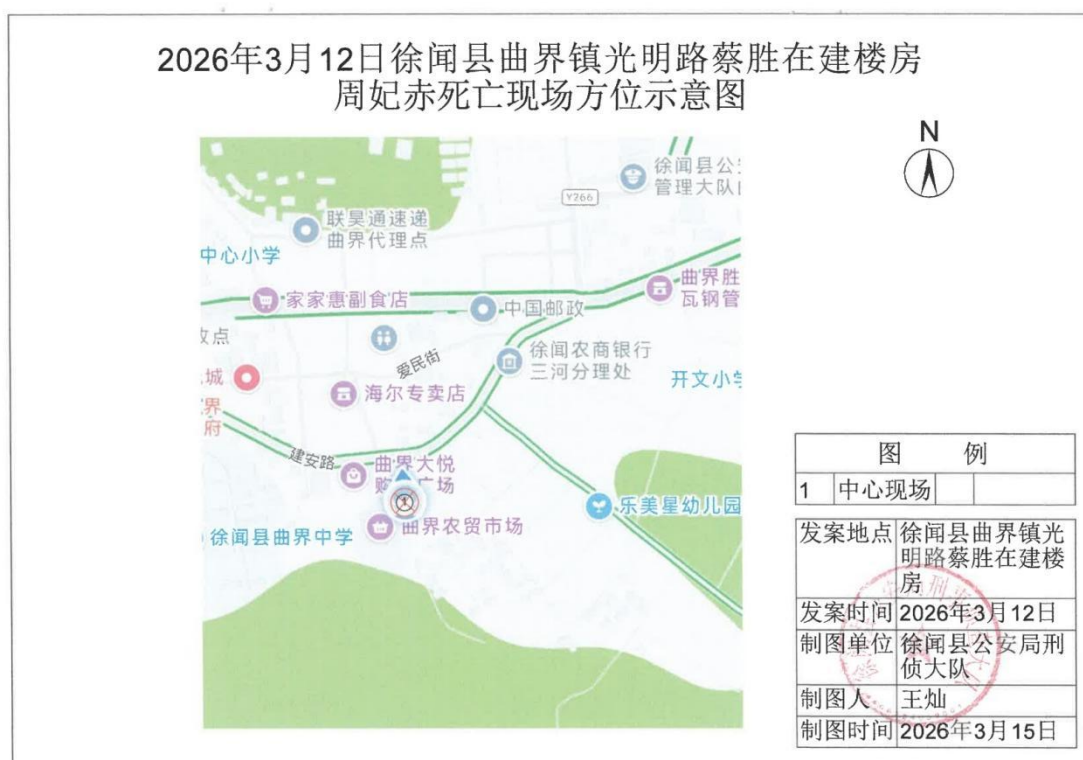 2026年3月12日徐闻县曲界镇光明路蔡胜在建楼房
周妃赤死亡现场方位示意图
N
徐闻县公
管理大队
Y266
联昊通速递
曲界代理点
中心小学
曲界胜
瓦钢管
家家惠副食店
中国邮政
点
徐闻农商银行
三河分理处
爱民街
城
开文小学
海尔专卖店
界
府
建安路
曲界大悦
购 广场
1
乐美星幼儿园
曲界农贸市场
徐闻县曲界中学
图 例
1 中心现场
发案地点 徐闻县曲界镇光
明路蔡胜在建楼
房
发案时间 2026年3月12日
制图单位 徐闻县公安局刑
侦大队
制图人 王灿
制图时间 2026年3月15日